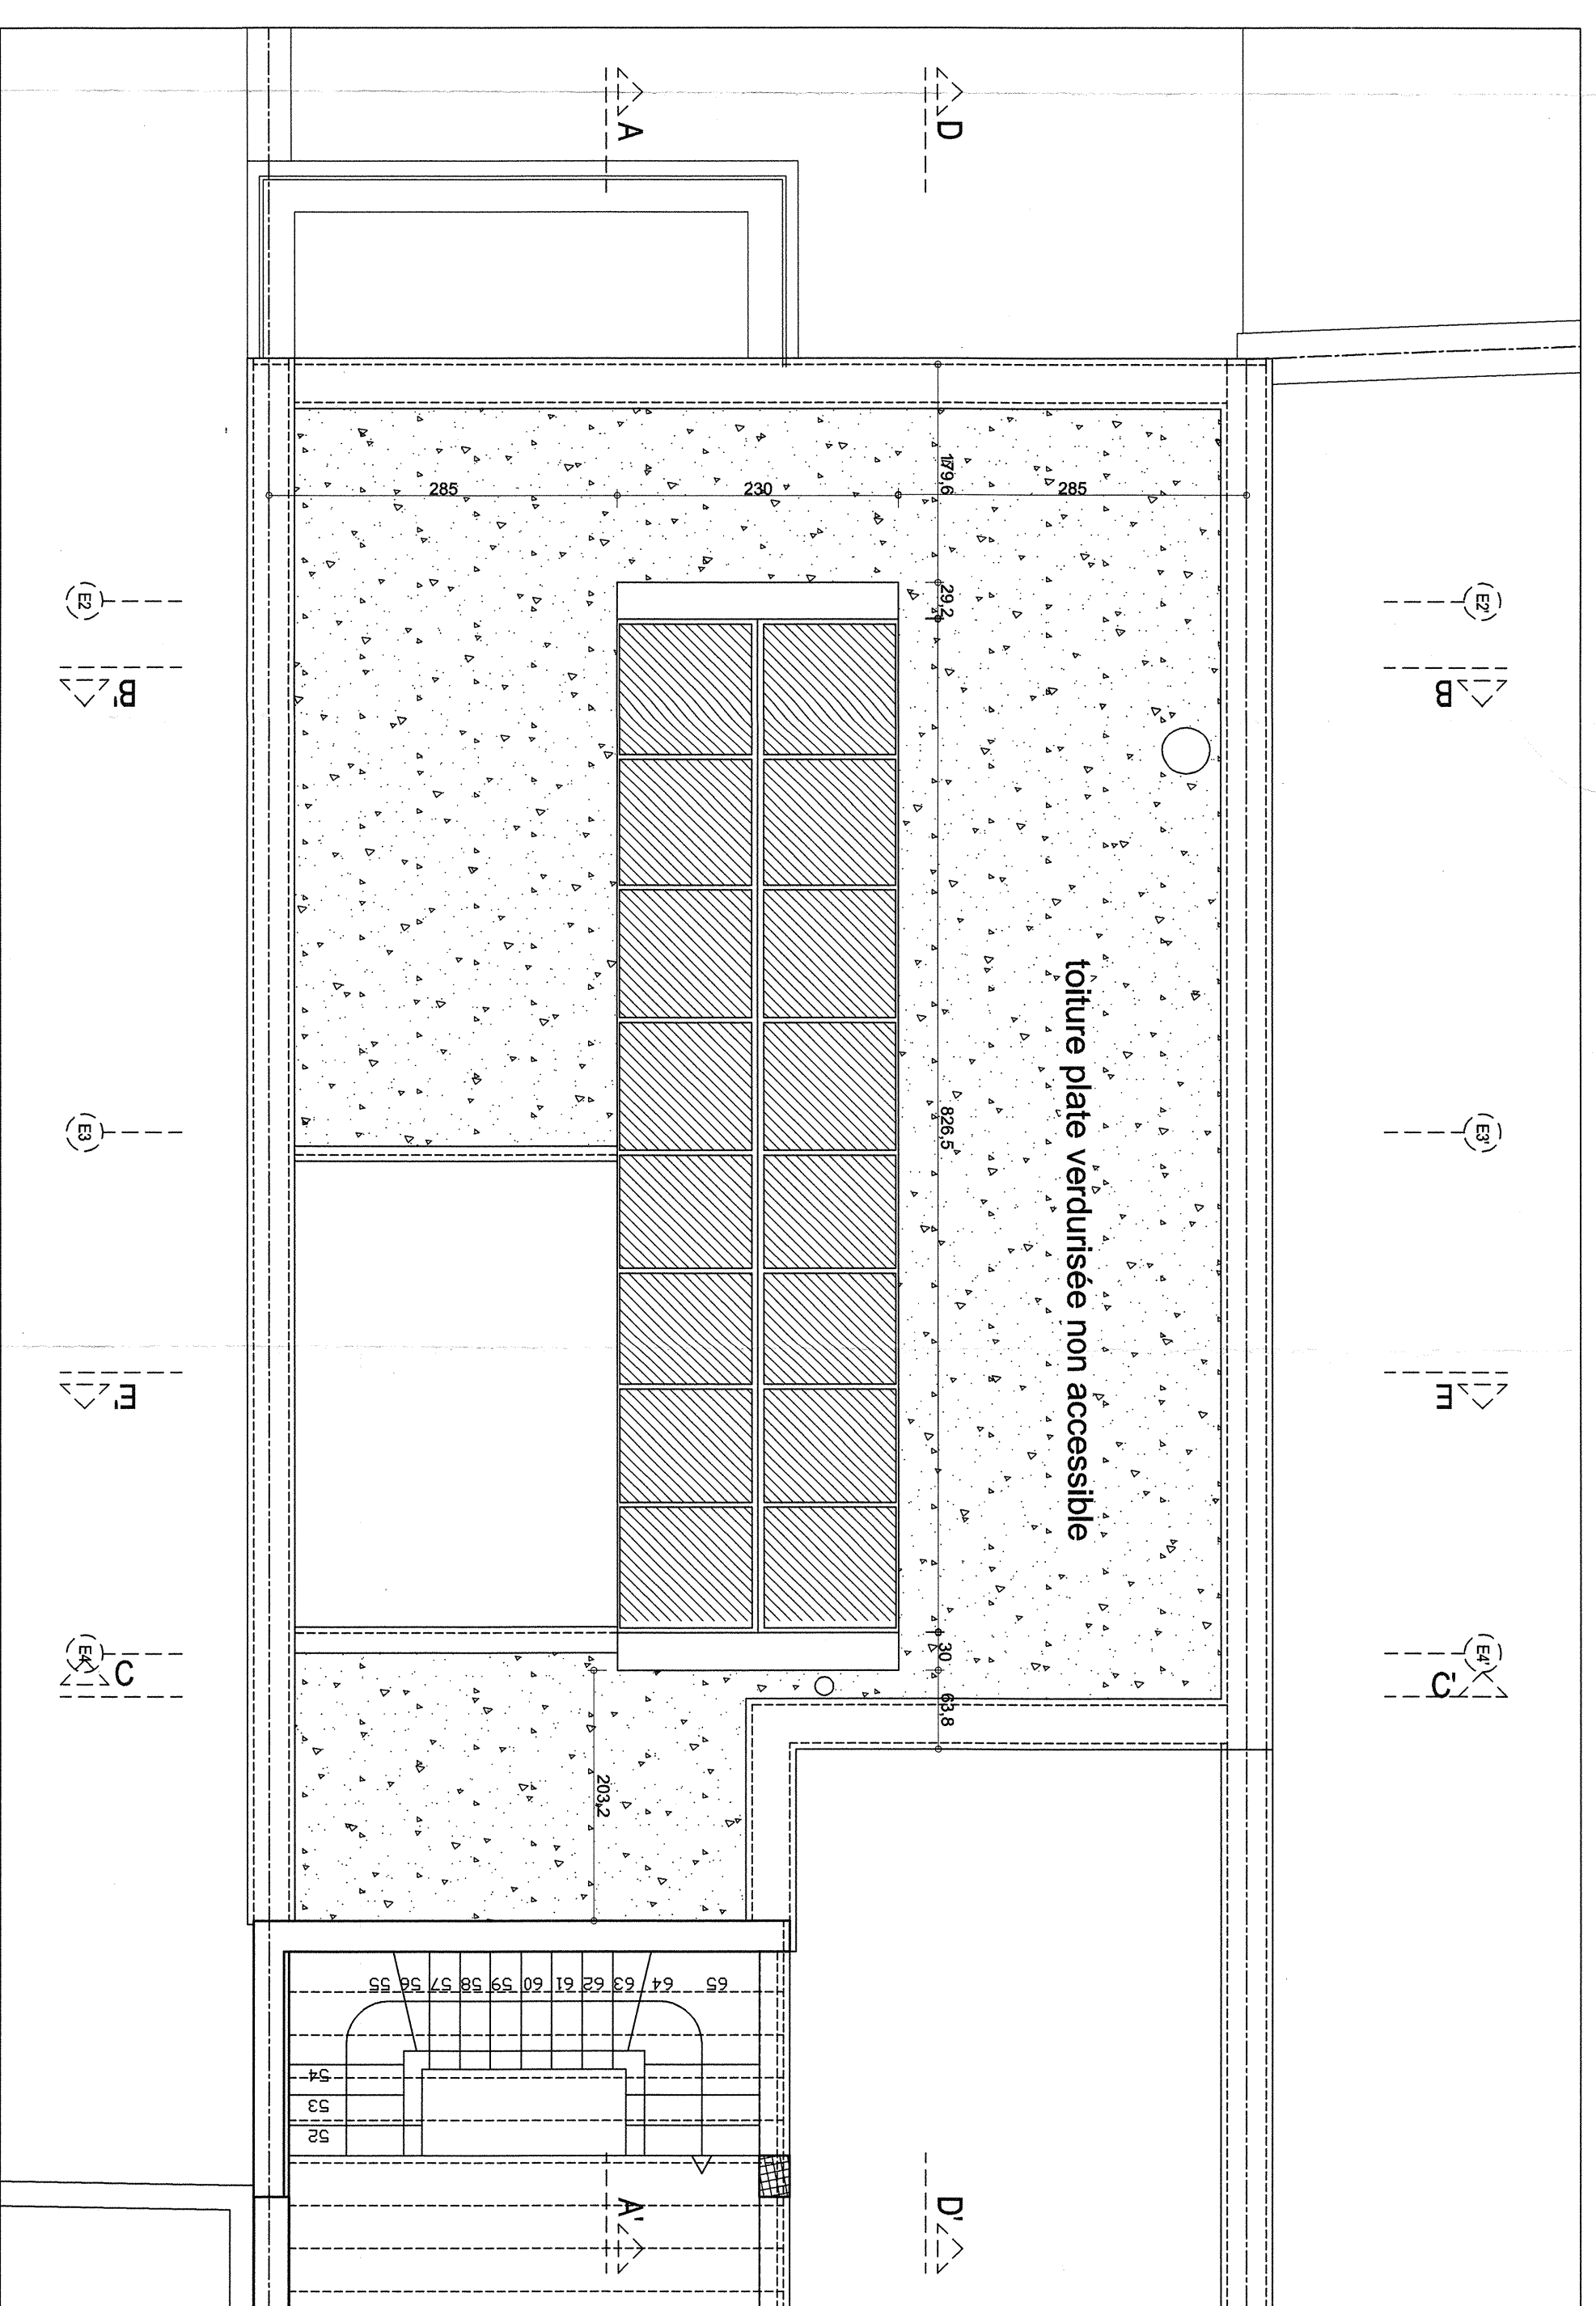 A
D
285
230
285
179,6
29,2
E2
E2'
B'
B
toiture plate verdurisée non accessible
826,5
E3
E3'
E'
E
E4
C
E4'
C'
30
63,8
203,2
55 56 57 58 59 60 61 62 63 64 65
54
53
52
A'
D'